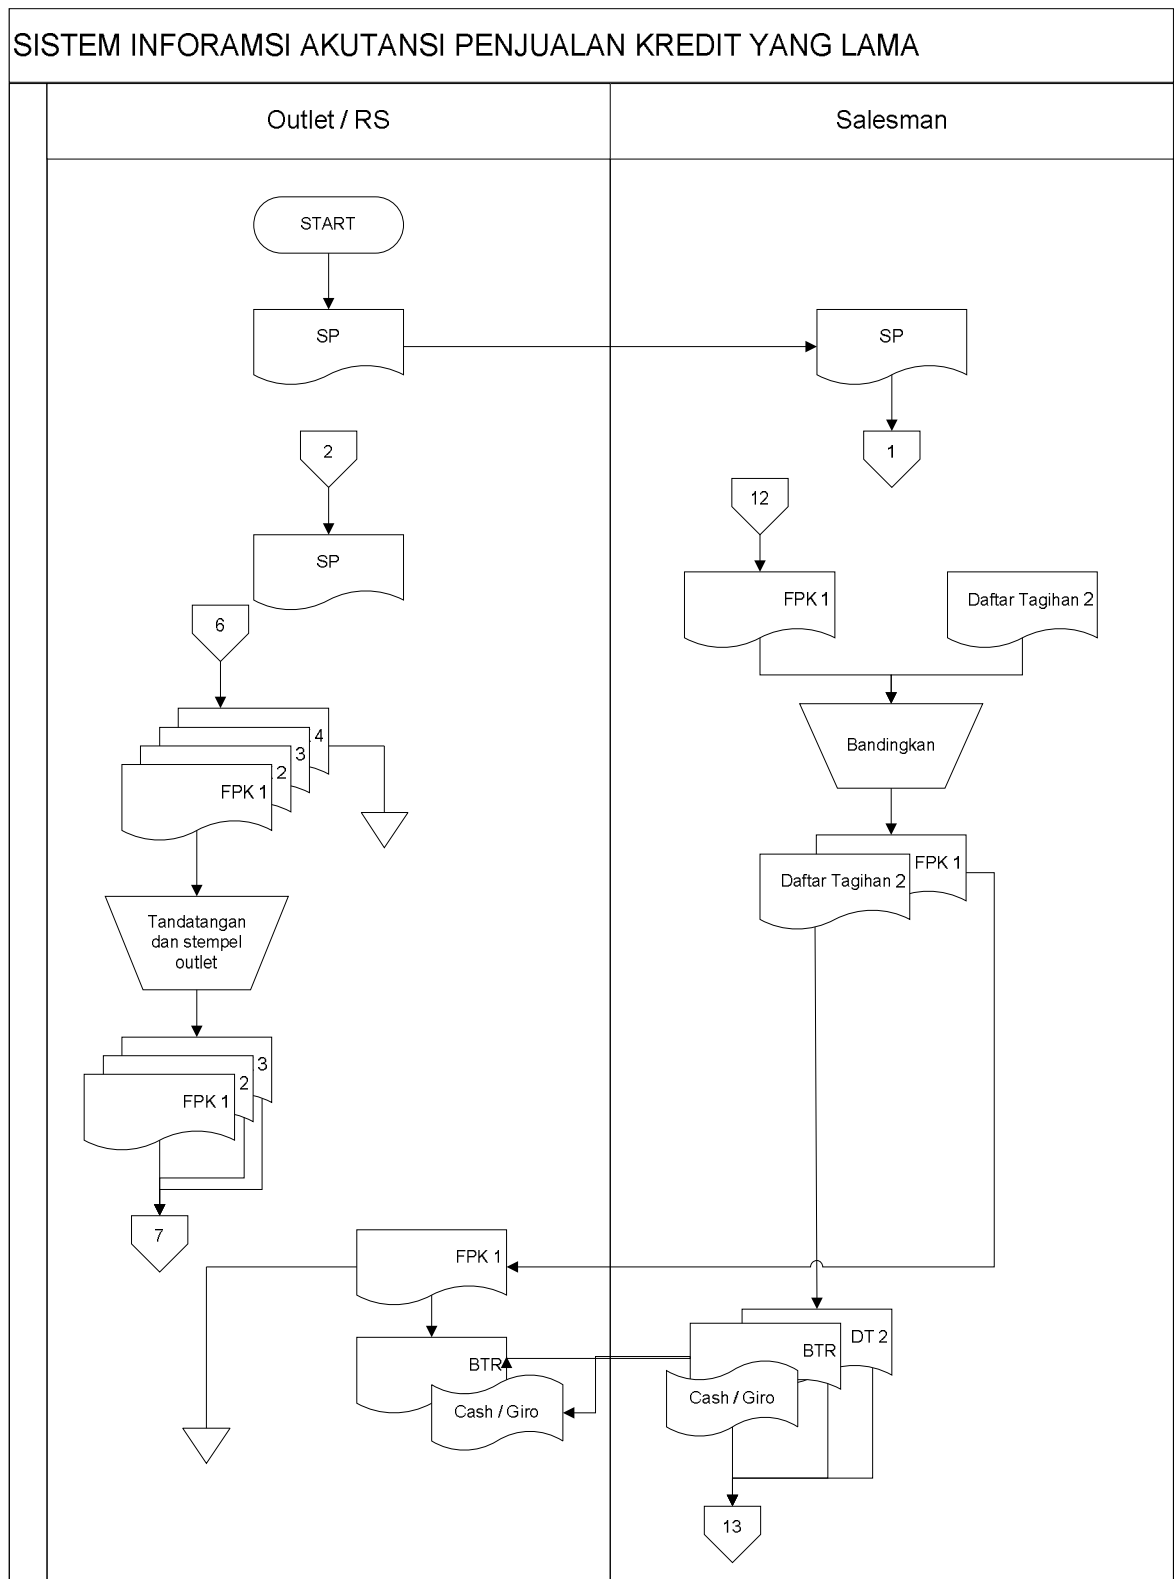 SISTEM INFORAMSI AKUTANSI PENJUALAN KREDIT YANG LAMA
Outlet / RS
Salesman
START
SP
SP
2
1
12
SP
FPK 1
Daftar Tagihan 2
6
4
3
2
FPK 1
Bandingkan
FPK 1
Daftar Tagihan 2
Tandatangan
dan stempel
outlet
3
2
FPK 1
7
FPK 1
DT 2
BTR
BTR
Cash / Giro
Cash / Giro
13